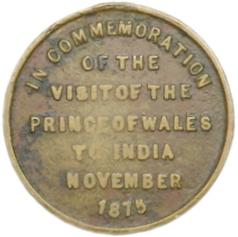 IN COMMEMORATION
OF THE
VISIT OF THE
PRINCE OF WALES
TO INDIA
NOVEMBER
1875